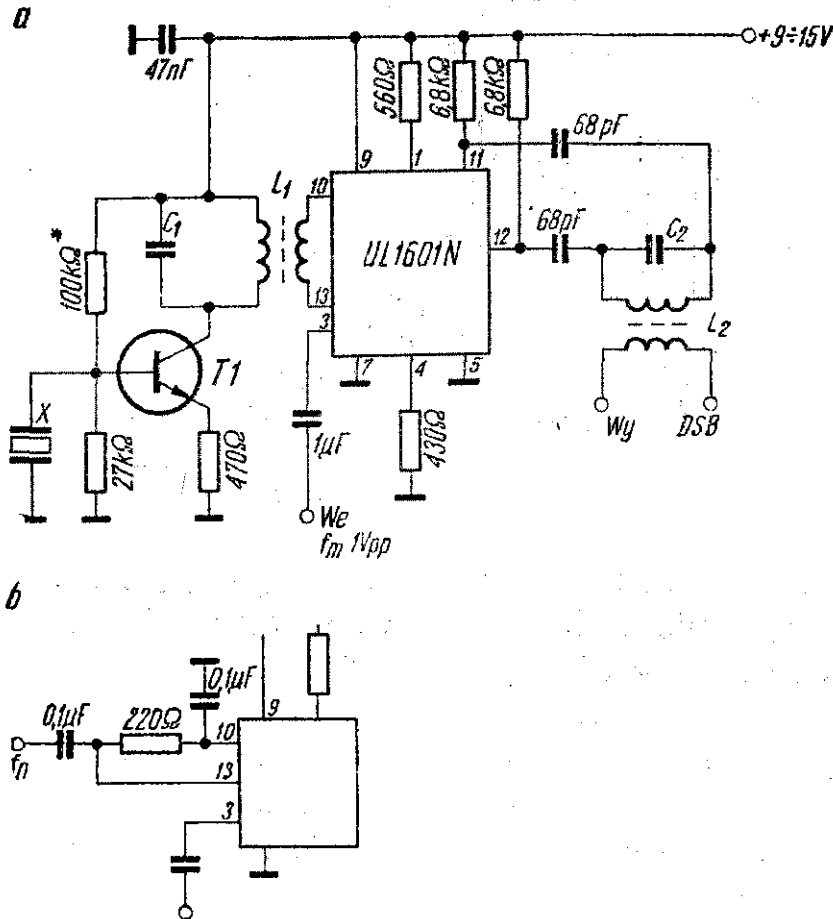 a
47nF
+9÷15V
560Ω
6,8kΩ
6,8kΩ
68pF
9
1
11
L1
10
C1
100kΩ*
UL1601N
12
68pF
C2
13
3
T1
7
4
5
L2
X
27kΩ
470Ω
1µF
430Ω
Wy
DSB
We
fm 1Vpp
b
0,1µF
9
0,1µF
220Ω
10
fn
13
3